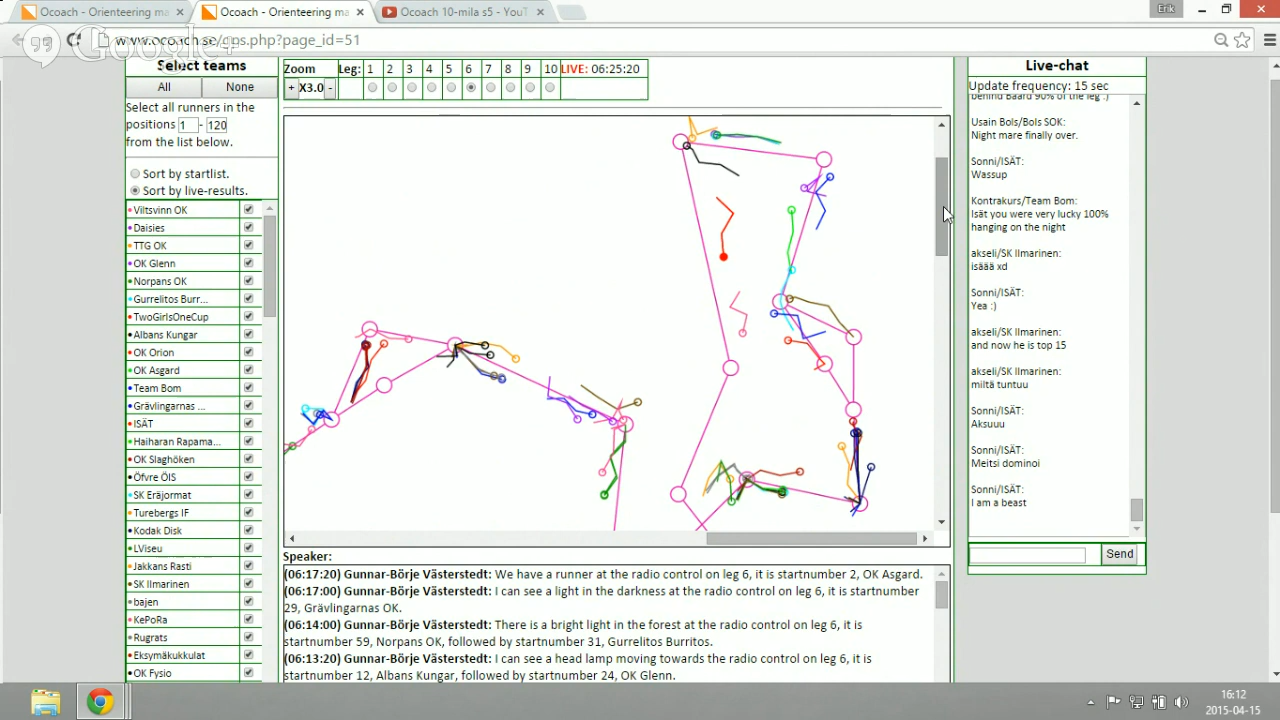 Ocoach - Orienteering ma
Ocoach - Orienteering ma
Ocoach 10-mila s5 - YouT
Erik
Google+
www.ocoach.se/gps.php?page_id=51
Select teams
All
None
Select all runners in the
positions 1 - 120
from the list below.
Sort by startlist.
Sort by live-results.
Viltsvinn OK
Daisies
TTG OK
OK Glenn
Norpans OK
Gurrelitos Burr...
TwoGirlsOneCup
Albans Kungar
OK Orion
OK Asgard
Team Bom
Grävlingarnas ...
ISÄT
Haiharan Rapama...
OK Slaghöken
Öfvre ÖIS
SK Eräjormat
Turebergs IF
Kodak Disk
LViseu
Jakkans Rasti
SK Ilmarinen
bajen
KePoRa
Rugrats
Eksymäkukkulat
OK Fysio
Zoom
Leg: 1 2 3 4 5 6 7 8 9 10 LIVE: 06:25:20
+ X3.0 -
Speaker:
(06:17:20) Gunnar-Börje Västerstedt: We have a runner at the radio control on leg 6, it is startnumber 2, OK Asgard.
(06:17:00) Gunnar-Börje Västerstedt: I can see a light in the darkness at the radio control on leg 6, it is startnumber
29, Grävlingarnas OK.
(06:14:00) Gunnar-Börje Västerstedt: There is a bright light in the forest at the radio control on leg 6, it is
startnumber 59, Norpans OK, followed by startnumber 31, Gurrelitos Burritos.
(06:13:20) Gunnar-Börje Västerstedt: I can see a head lamp moving towards the radio control on leg 6, it is
startnumber 12, Albans Kungar, followed by startnumber 24, OK Glenn.
Live-chat
Update frequency: 15 sec
behind Baard 90% of the leg :)
Usain Bols/Bols SOK:
Night mare finally over.
Sonni/ISÄT:
Wassup
Kontrakurs/Team Bom:
Isät you were very lucky 100%
hanging on the night
akseli/SK Ilmarinen:
isäää xd
Sonni/ISÄT:
Yea :)
akseli/SK Ilmarinen:
and now he is top 15
akseli/SK Ilmarinen:
miltä tuntuu
Sonni/ISÄT:
Aksuuu
Sonni/ISÄT:
Meitsi dominoi
Sonni/ISÄT:
I am a beast
Send
16:12
2015-04-15